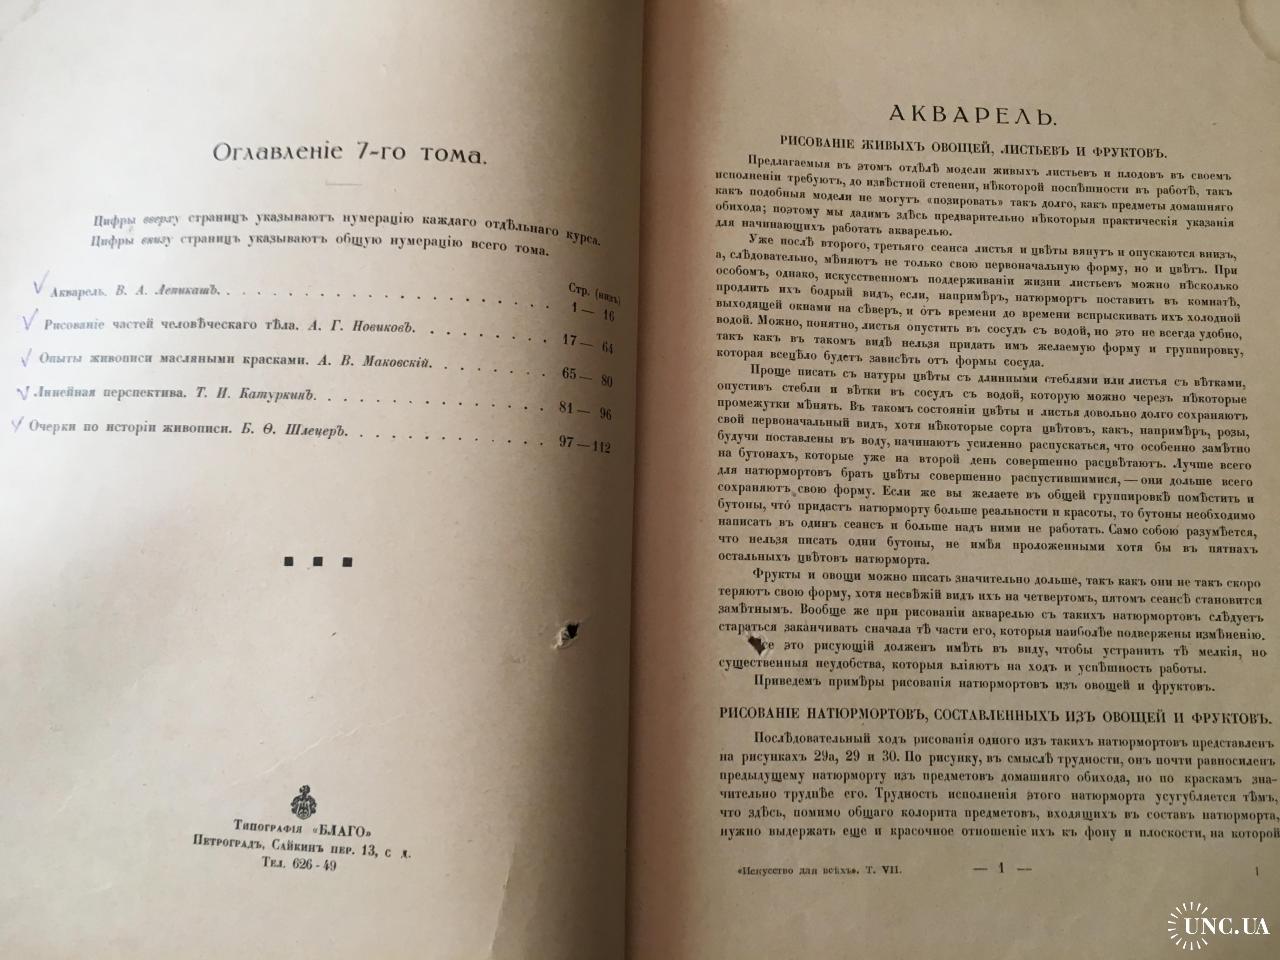 Оглавленіе 7-го тома.
Цифры вверху страницъ указываютъ нумерацію каждаго отдѣльнаго курса.
Цифры внизу страницъ указываютъ общую нумерацію всего тома.
Стр. (внизъ)
Акварель. В. А. Лепикашъ. 1 — 16
Рисованіе частей человѣческаго тѣла. А. Г. Новиковъ. 17 — 64
Опыты живописи масляными красками. А. В. Маковскій. 65 — 80
Линейная перспектива. Т. И. Катуркинъ. 81 — 96
Очерки по исторіи живописи. Б. Ѳ. Шлецеръ. 97 — 112
Типографія «БЛАГО»
Петроградъ, Сайкинъ пер. 13, с д.
Тел. 626-49
АКВАРЕЛЬ.
РИСОВАНІЕ ЖИВЫХЪ ОВОЩЕЙ, ЛИСТЬЕВЪ И ФРУКТОВЪ.
Предлагаемыя въ этомъ отдѣлѣ модели живыхъ листьевъ и плодовъ въ своемъ
исполненіи требуютъ, до извѣстной степени, нѣкоторой поспѣшности въ работѣ, такъ
какъ подобныя модели не могутъ «позировать» такъ долго, какъ предметы домашняго
обихода; поэтому мы дадимъ здѣсь предварительно нѣкоторыя практическія указанія
для начинающихъ работать акварелью.
Уже послѣ второго, третьяго сеанса листья и цвѣты вянутъ и опускаются внизъ,
а, слѣдовательно, мѣняютъ не только свою первоначальную форму, но и цвѣтъ. При
особомъ, однако, искусственномъ поддерживаніи жизни листьевъ можно нѣсколько
продлить ихъ бодрый видъ, если, напримѣръ, натюрмортъ поставить въ комнатѣ,
выходящей окнами на сѣверъ, и отъ времени до времени вспрыскивать ихъ холодной
водой. Можно, понятно, листья опустить въ сосудъ съ водой, но это не всегда удобно,
такъ какъ въ такомъ видѣ нельзя придать имъ желаемую форму и группировку,
которая всецѣло будетъ зависѣть отъ формы сосуда.
Проще писать съ натуры цвѣты съ длинными стеблями или листья съ вѣтками,
опустивъ стебли и вѣтки въ сосудъ съ водой, которую можно черезъ нѣкоторые
промежутки мѣнять. Въ такомъ состояніи цвѣты и листья довольно долго сохраняютъ
свой первоначальный видъ, хотя нѣкоторые сорта цвѣтовъ, какъ, напримѣръ, розы,
будучи поставлены въ воду, начинаютъ усиленно распускаться, что особенно замѣтно
на бутонахъ, которые уже на второй день совершенно расцвѣтаютъ. Лучше всего
для натюрмортовъ брать цвѣты совершенно распустившимися, — они дольше всего
сохраняютъ свою форму. Если же вы желаете въ общей группировкѣ помѣстить и
бутоны, что́ придастъ натюрморту больше реальности и красоты, то бутоны необходимо
написать въ одинъ сеансъ и больше надъ ними не работать. Само собою разумѣется,
что нельзя писать одни бутоны, не имѣя проложенными хотя бы въ пятнахъ
остальныхъ цвѣтовъ натюрморта.
Фрукты и овощи можно писать значительно дольше, такъ какъ они не такъ скоро
теряютъ свою форму, хотя несвѣжій видъ ихъ на четвертомъ, пятомъ сеансѣ становится
замѣтнымъ. Вообще же при рисованіи акварелью съ такихъ натюрмортовъ слѣдуетъ
стараться заканчивать сначала тѣ части его, которыя наиболѣе подвержены измѣненію.
се это рисующій долженъ имѣть въ виду, чтобы устранить тѣ мелкія, но
существенныя неудобства, которыя вліяютъ на ходъ и успѣшность работы.
Приведемъ примѣры рисованія натюрмортовъ изъ овощей и фруктовъ.
РИСОВАНІЕ НАТЮРМОРТОВЪ, СОСТАВЛЕННЫХЪ ИЗЪ ОВОЩЕЙ И ФРУКТОВЪ.
Послѣдовательный ходъ рисованія одного изъ такихъ натюрмортовъ представленъ
на рисункахъ 29а, 29 и 30. По рисунку, въ смыслѣ трудности, онъ почти равносиленъ
предыдущему натюрморту изъ предметовъ домашняго обихода, но по краскамъ зна-
чительно труднѣе его. Трудность исполненія этого натюрморта усугубляется тѣмъ,
что здѣсь, помимо общаго колорита предметовъ, входящихъ въ составъ натюрморта,
нужно выдержать еще и красочное отношеніе ихъ къ фону и плоскости, на которой
«Искусство для всѣхъ». Т. VII. — 1 — 1
UNC.UA